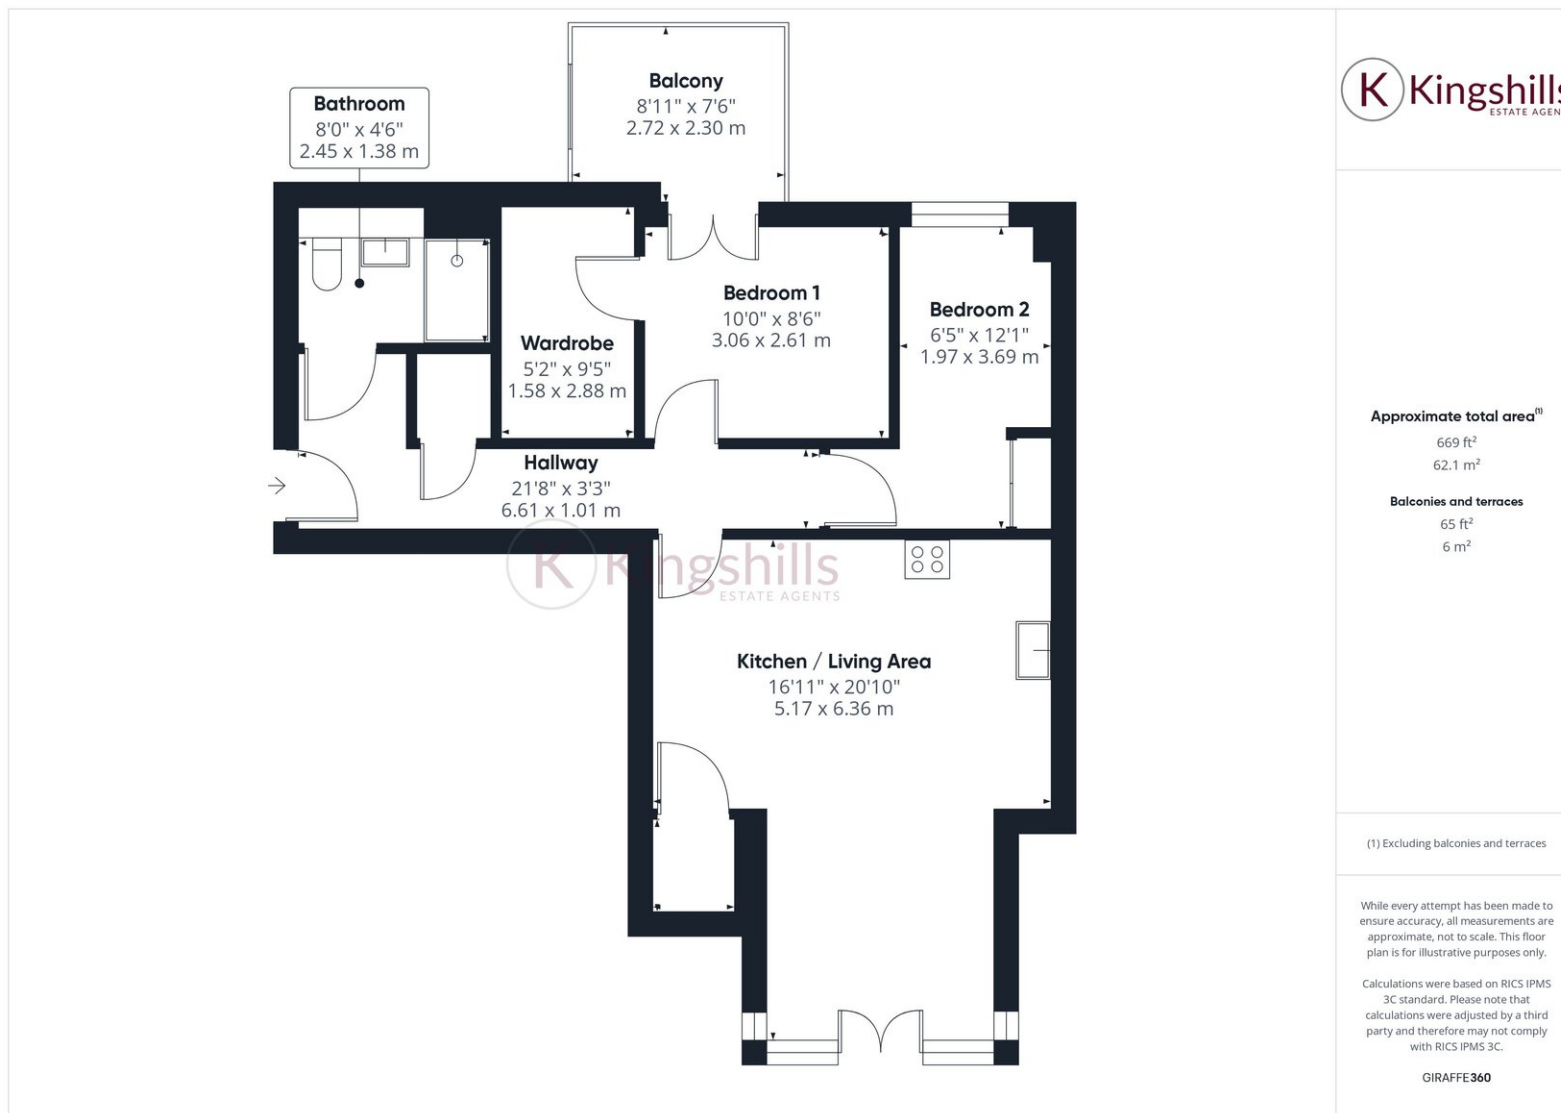 Balcony
8'11" x 7'6"
2.72 x 2.30 m
Bathroom
8'0" x 4'6"
2.45 x 1.38 m
Bedroom 1
10'0" x 8'6"
3.06 x 2.61 m
Bedroom 2
6'5" x 12'1"
1.97 x 3.69 m
Wardrobe
5'2" x 9'5"
1.58 x 2.88 m
Hallway
21'8" x 3'3"
6.61 x 1.01 m
K Kingshills
ESTATE AGENTS
Kitchen / Living Area
16'11" x 20'10"
5.17 x 6.36 m
K Kingshills
ESTATE AGEN
Approximate total area(1)
669 ft²
62.1 m²
Balconies and terraces
65 ft²
6 m²
(1) Excluding balconies and terraces
While every attempt has been made to
ensure accuracy, all measurements are
approximate, not to scale. This floor
plan is for illustrative purposes only.
Calculations were based on RICS IPMS
3C standard. Please note that
calculations were adjusted by a third
party and therefore may not comply
with RICS IPMS 3C.
GIRAFFE360